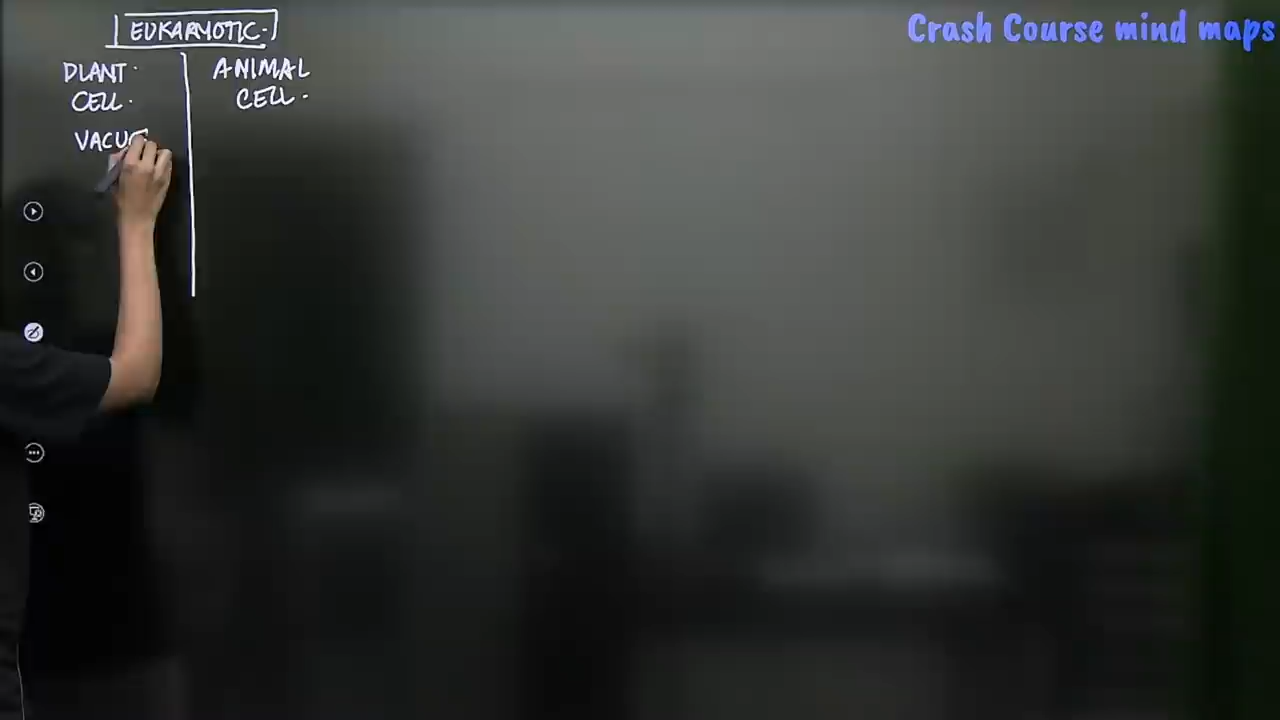 EUKARYOTIC.
Crash Course mind maps
PLANT
CELL.
ANIMAL
CELL.